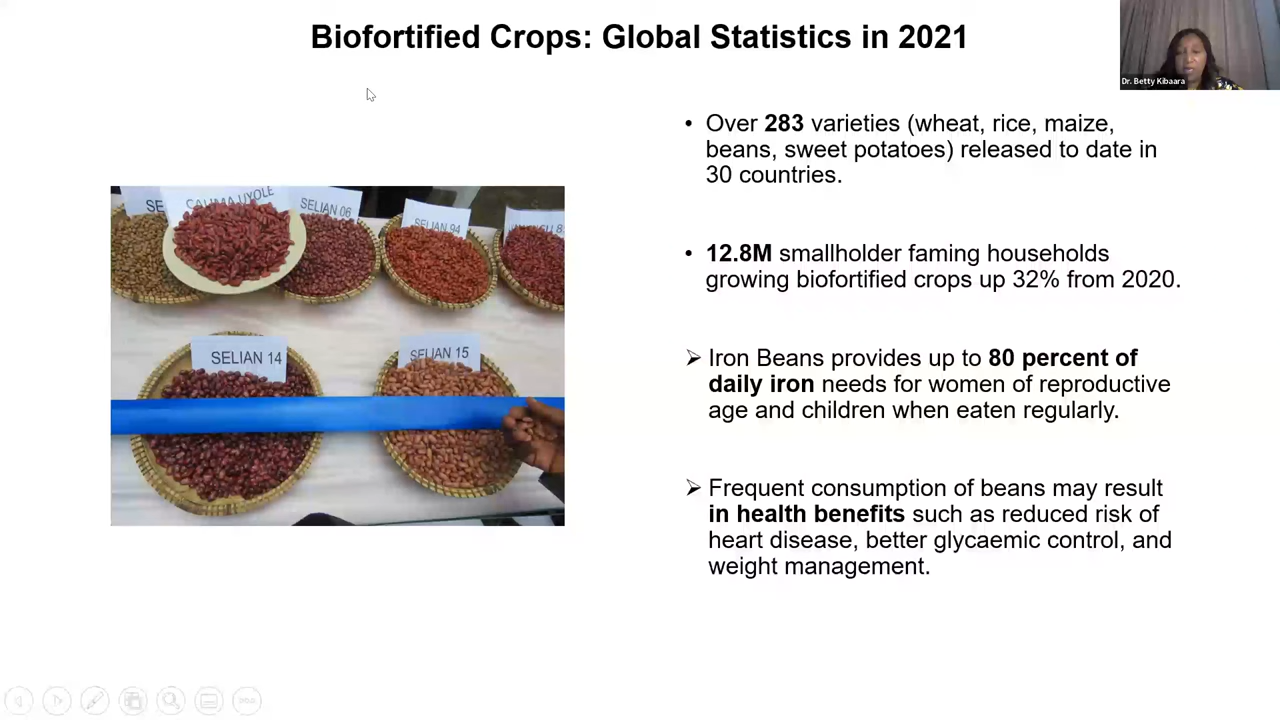 Biofortified Crops: Global Statistics in 2021
Dr. Betty Kibaara
• Over 283 varieties (wheat, rice, maize,
beans, sweet potatoes) released to date in
30 countries.
• 12.8M smallholder faming households
growing biofortified crops up 32% from 2020.
➢ Iron Beans provides up to 80 percent of
daily iron needs for women of reproductive
age and children when eaten regularly.
➢ Frequent consumption of beans may result
in health benefits such as reduced risk of
heart disease, better glycaemic control, and
weight management.
SE
CALIMA UYOLE
SELIAN 06
SELIAN 94
SELIAN 14
SELIAN 15